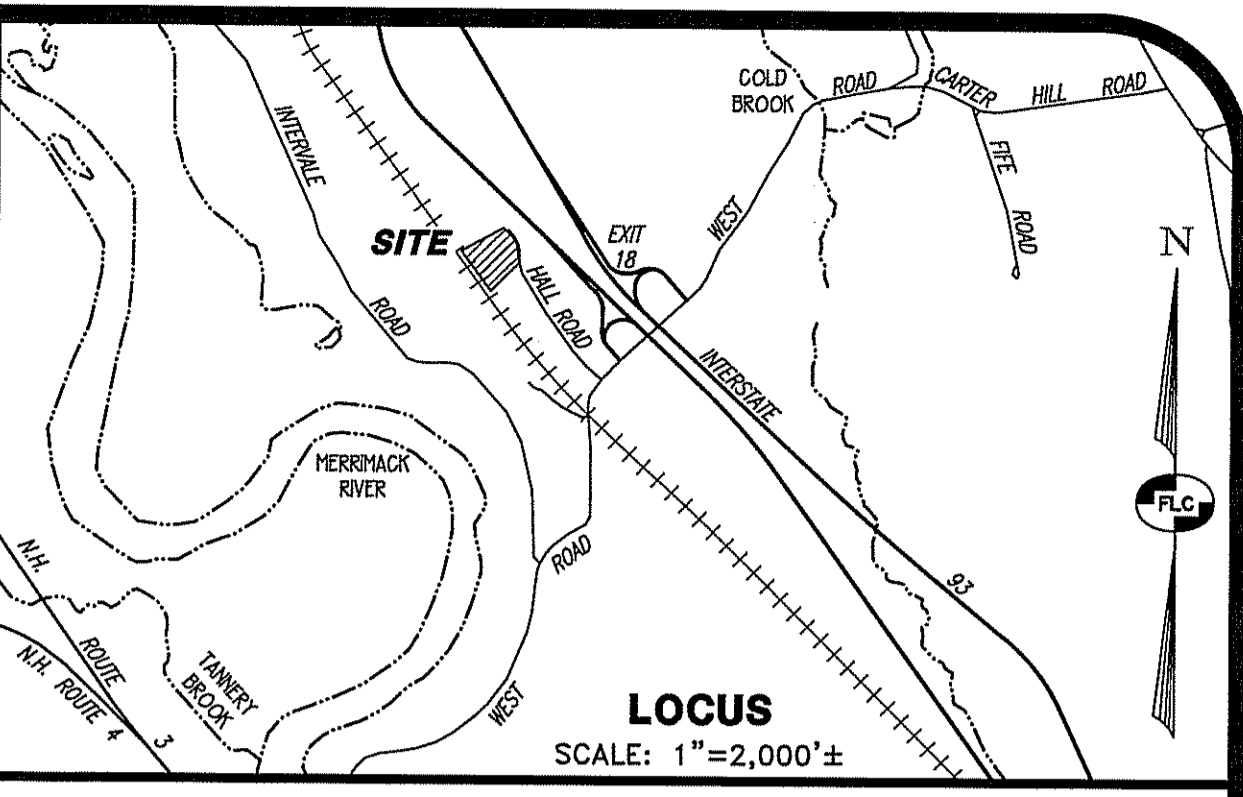 COLD
BROOK
ROAD
CARTER
HILL
ROAD
INTERVALE
ROAD
FIFE
ROAD
WEST
EXIT
18
SITE
HALL ROAD
N
INTERSTATE
93
MERRIMACK
RIVER
FLC
ROAD
WEST
N.H.
ROUTE
3
N.H. ROUTE 4
TANNERY
BROOK
LOCUS
SCALE: 1"=2,000'±